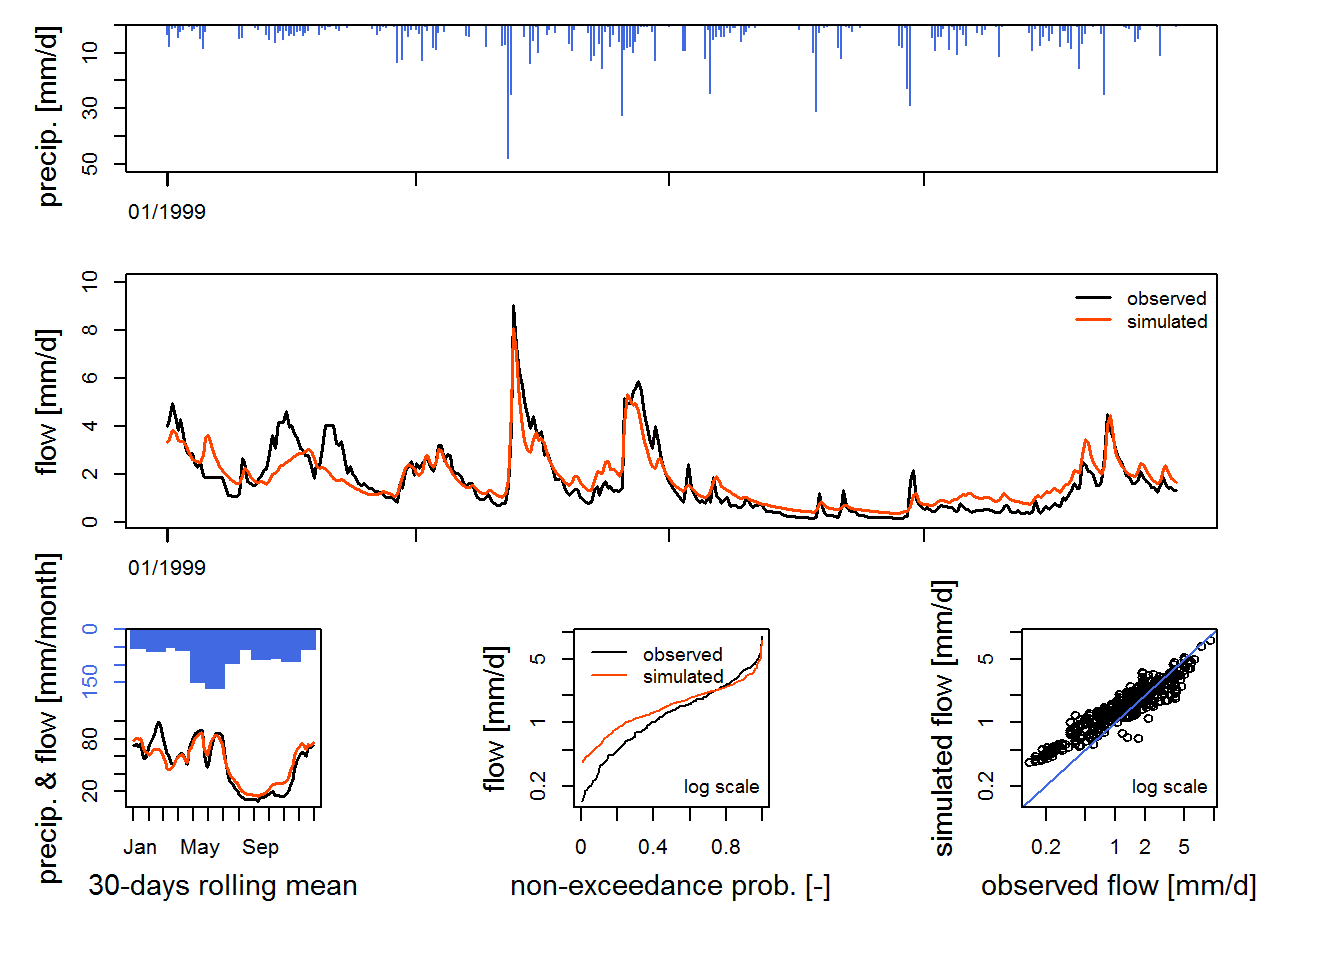 precip. [mm/d]
10
30
50
01/1999
flow [mm/d]
0
2
4
6
8
10
observed
simulated
01/1999
precip. & flow [mm/month]
0
150
80
20
Jan
May
Sep
30-days rolling mean
flow [mm/d]
5
1
0.2
observed
simulated
log scale
0
0.4
0.8
non-exceedance prob. [-]
simulated flow [mm/d]
5
1
0.2
log scale
0.2
1
2
5
observed flow [mm/d]